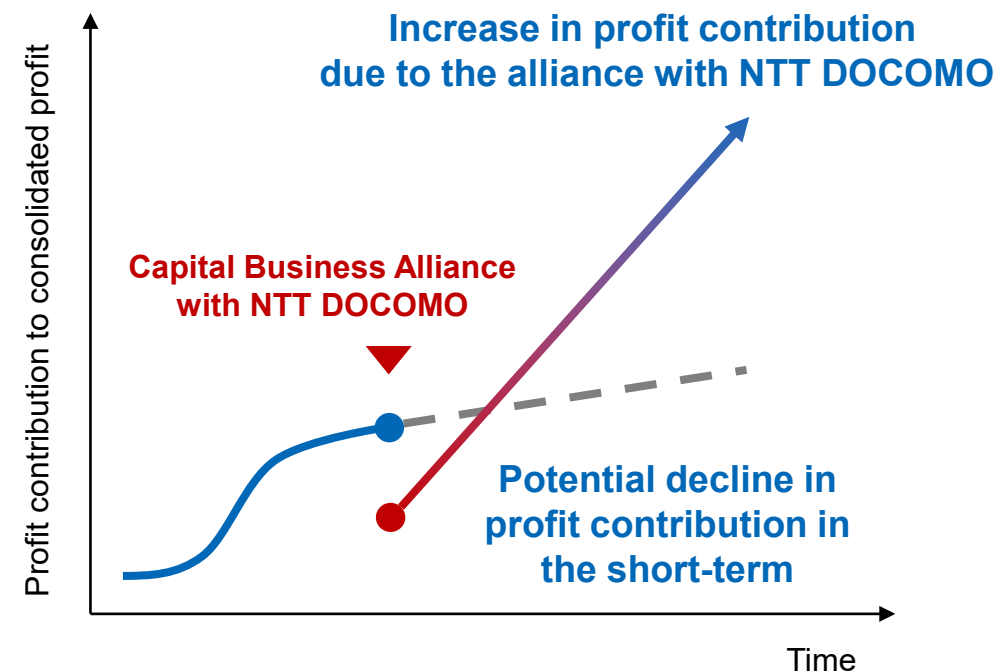 Increase in profit contribution
due to the alliance with NTT DOCOMO
Profit contribution to consolidated profit
Capital Business Alliance
with NTT DOCOMO
Potential decline in
profit contribution in
the short-term
Time